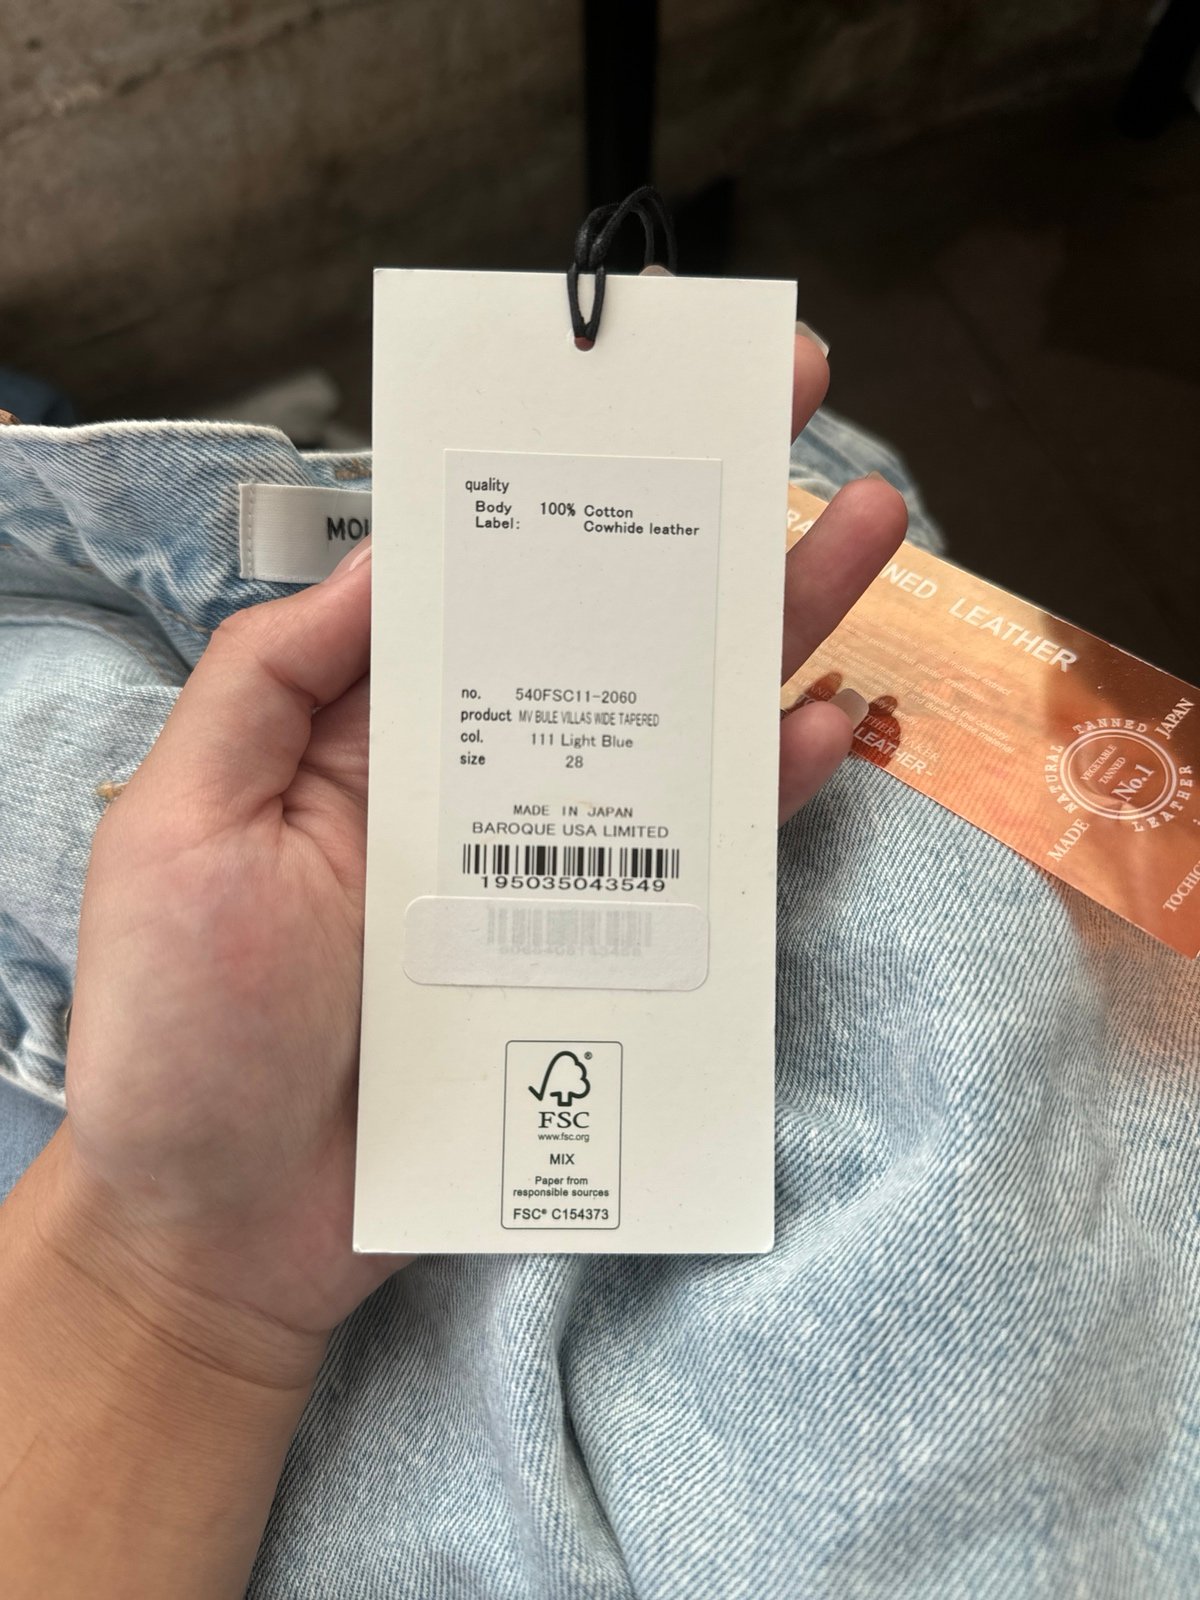 quality
Body 100% Cotton
Label: Cowhide leather
no. 540FSC11-2060
product MV BULE VILLAS WIDE TAPERED
col. 111 Light Blue
size 28
MADE IN JAPAN
BAROQUE USA LIMITED
195035043549
FSC
www.fsc.org
MIX
Paper from
responsible sources
FSC® C154373
MOU
NED LEATHER
LEATHER-
NATURAL TANNED LEATHER
VEGETABLE
TANNED
No.1
MADE
JAPAN